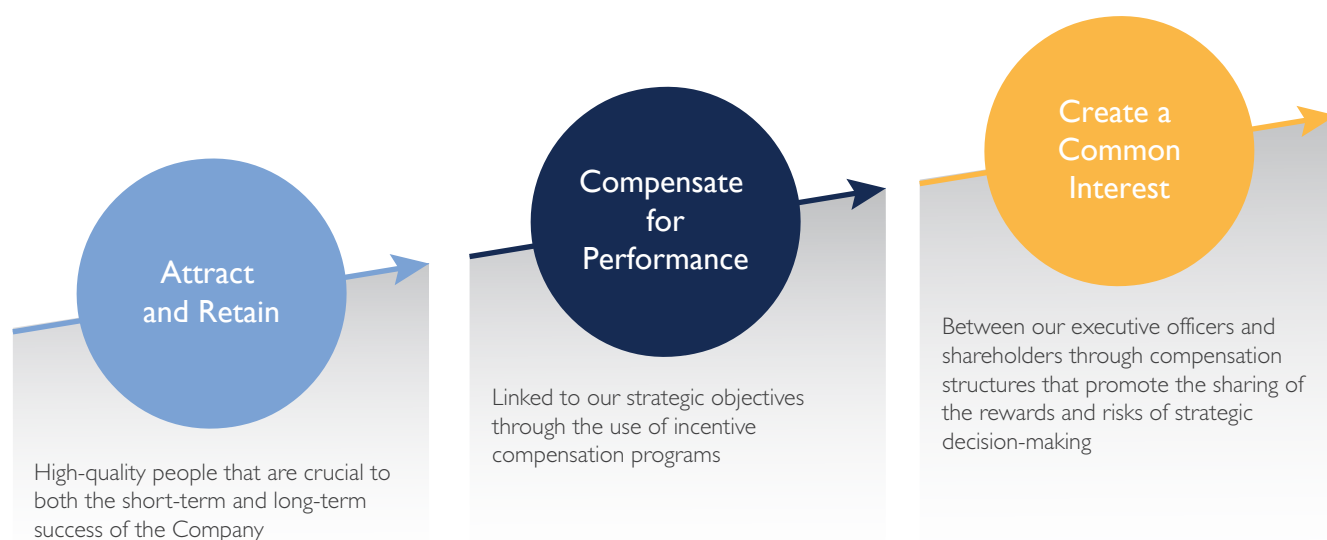 Attract
and Retain
High-quality people that are crucial to
both the short-term and long-term
success of the Company
Compensate
for
Performance
Linked to our strategic objectives
through the use of incentive
compensation programs
Create a
Common
Interest
Between our executive officers and
shareholders through compensation
structures that promote the sharing of
the rewards and risks of strategic
decision-making